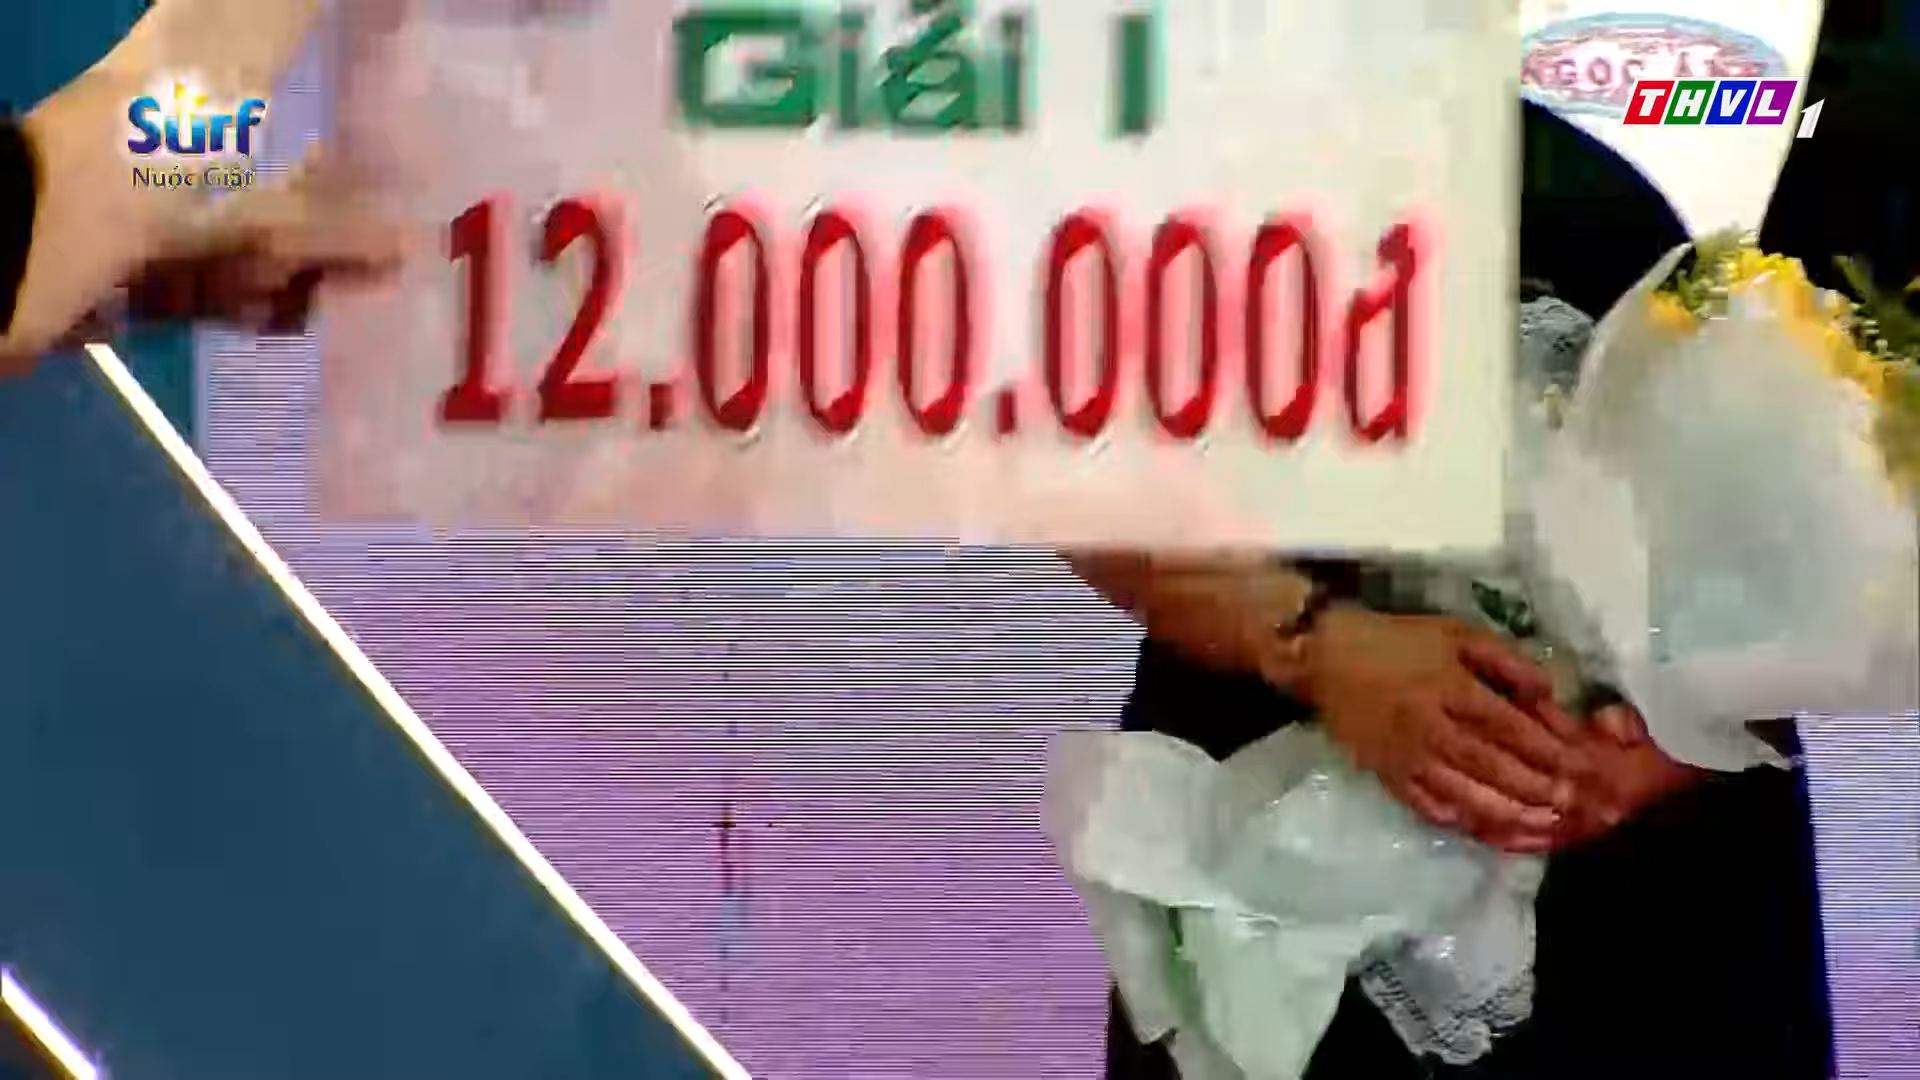 Giải I
12.000.000đ
Surf
Nước Giặt
THVL1